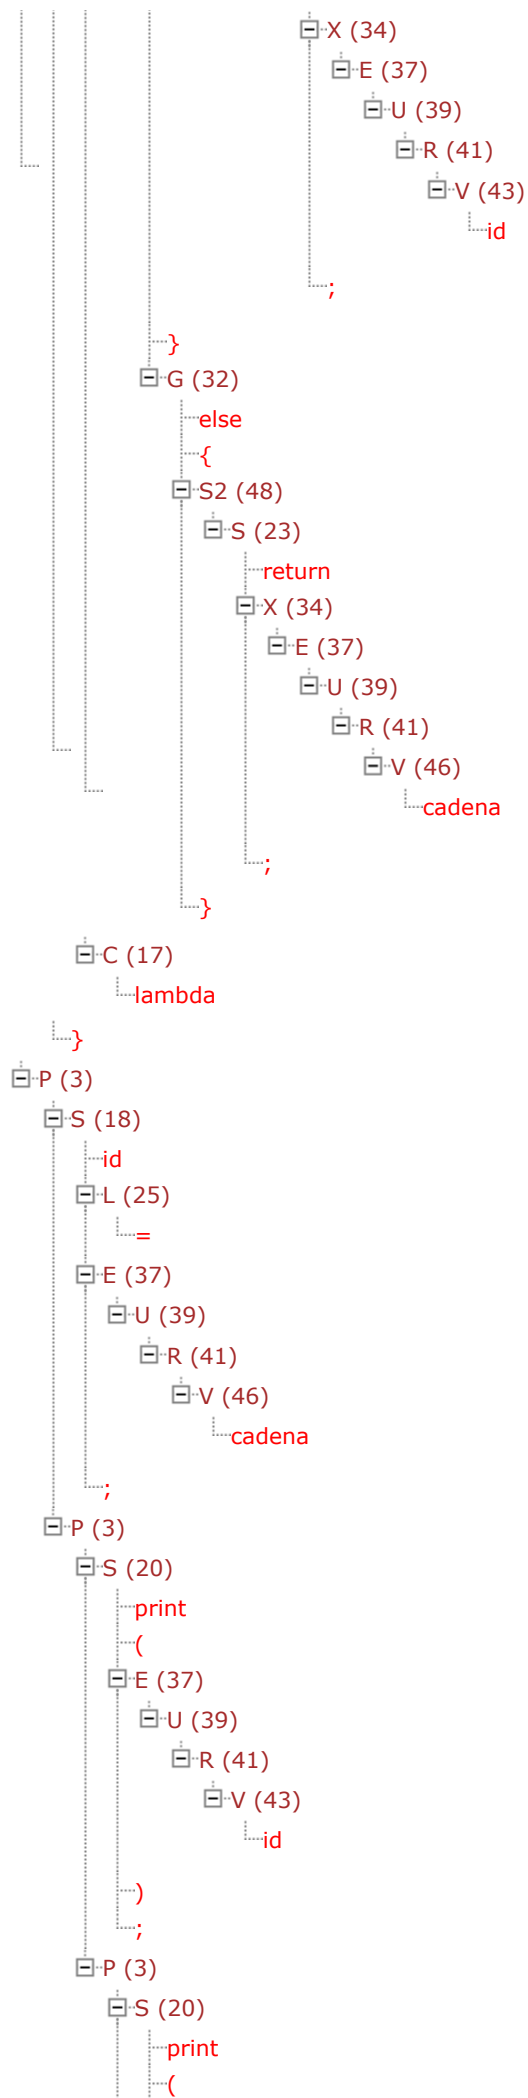 X (34)
E (37)
U (39)
R (41)
V (43)
id
;
}
G (32)
else
{
S2 (48)
S (23)
return
X (34)
E (37)
U (39)
R (41)
V (46)
cadena
;
}
C (17)
lambda
}
P (3)
S (18)
id
L (25)
=
E (37)
U (39)
R (41)
V (46)
cadena
;
P (3)
S (20)
print
(
E (37)
U (39)
R (41)
V (43)
id
)
;
P (3)
S (20)
print
(